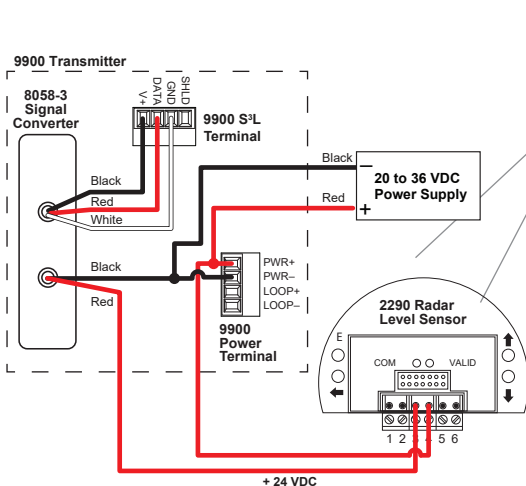 9900 Transmitter
8058-3
Signal
Converter
V+
DATA
GND
SHLD
9900 S³L
Terminal
Black
Red
White
Black
Red
Black
Red
–
+
20 to 36 VDC
Power Supply
PWR+
PWR–
LOOP+
LOOP–
9900
Power
Terminal
2290 Radar
Level Sensor
E
COM
VALID
1 2 3 4 5 6
+ 24 VDC